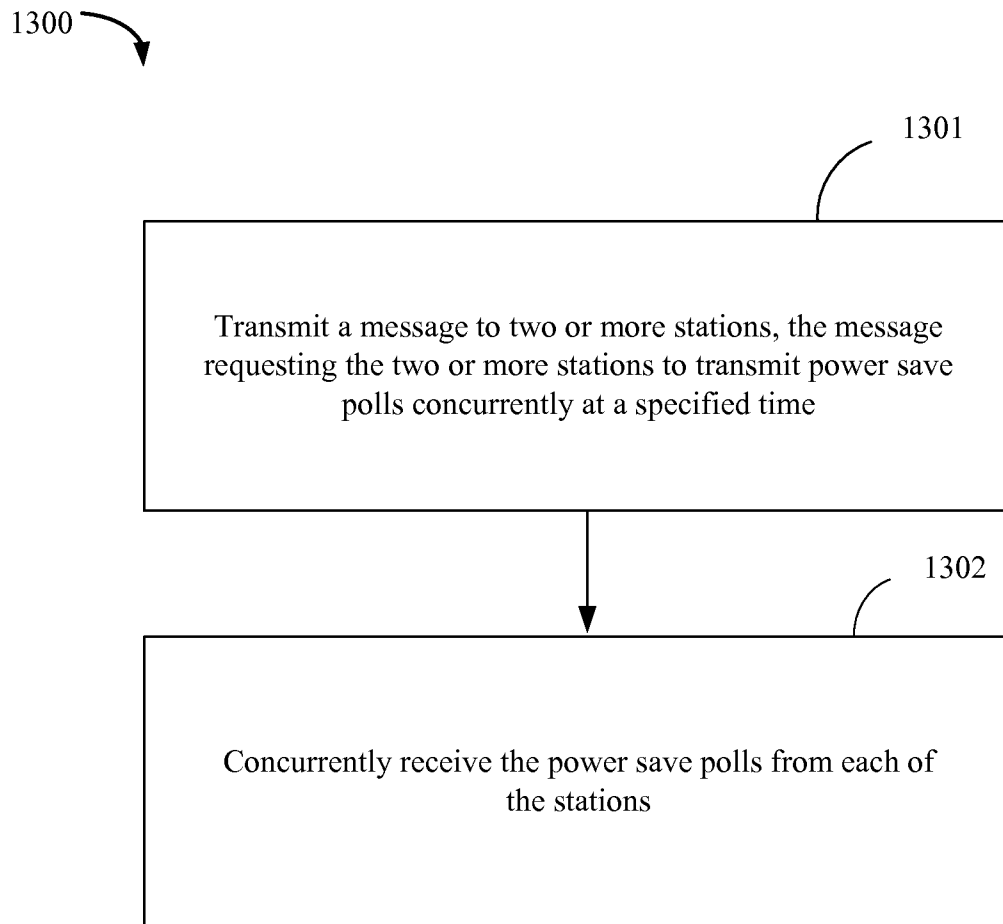 1300
1301
Transmit a message to two or more stations, the message
requesting the two or more stations to transmit power save
polls concurrently at a specified time
1302
Concurrently receive the power save polls from each of
the stations